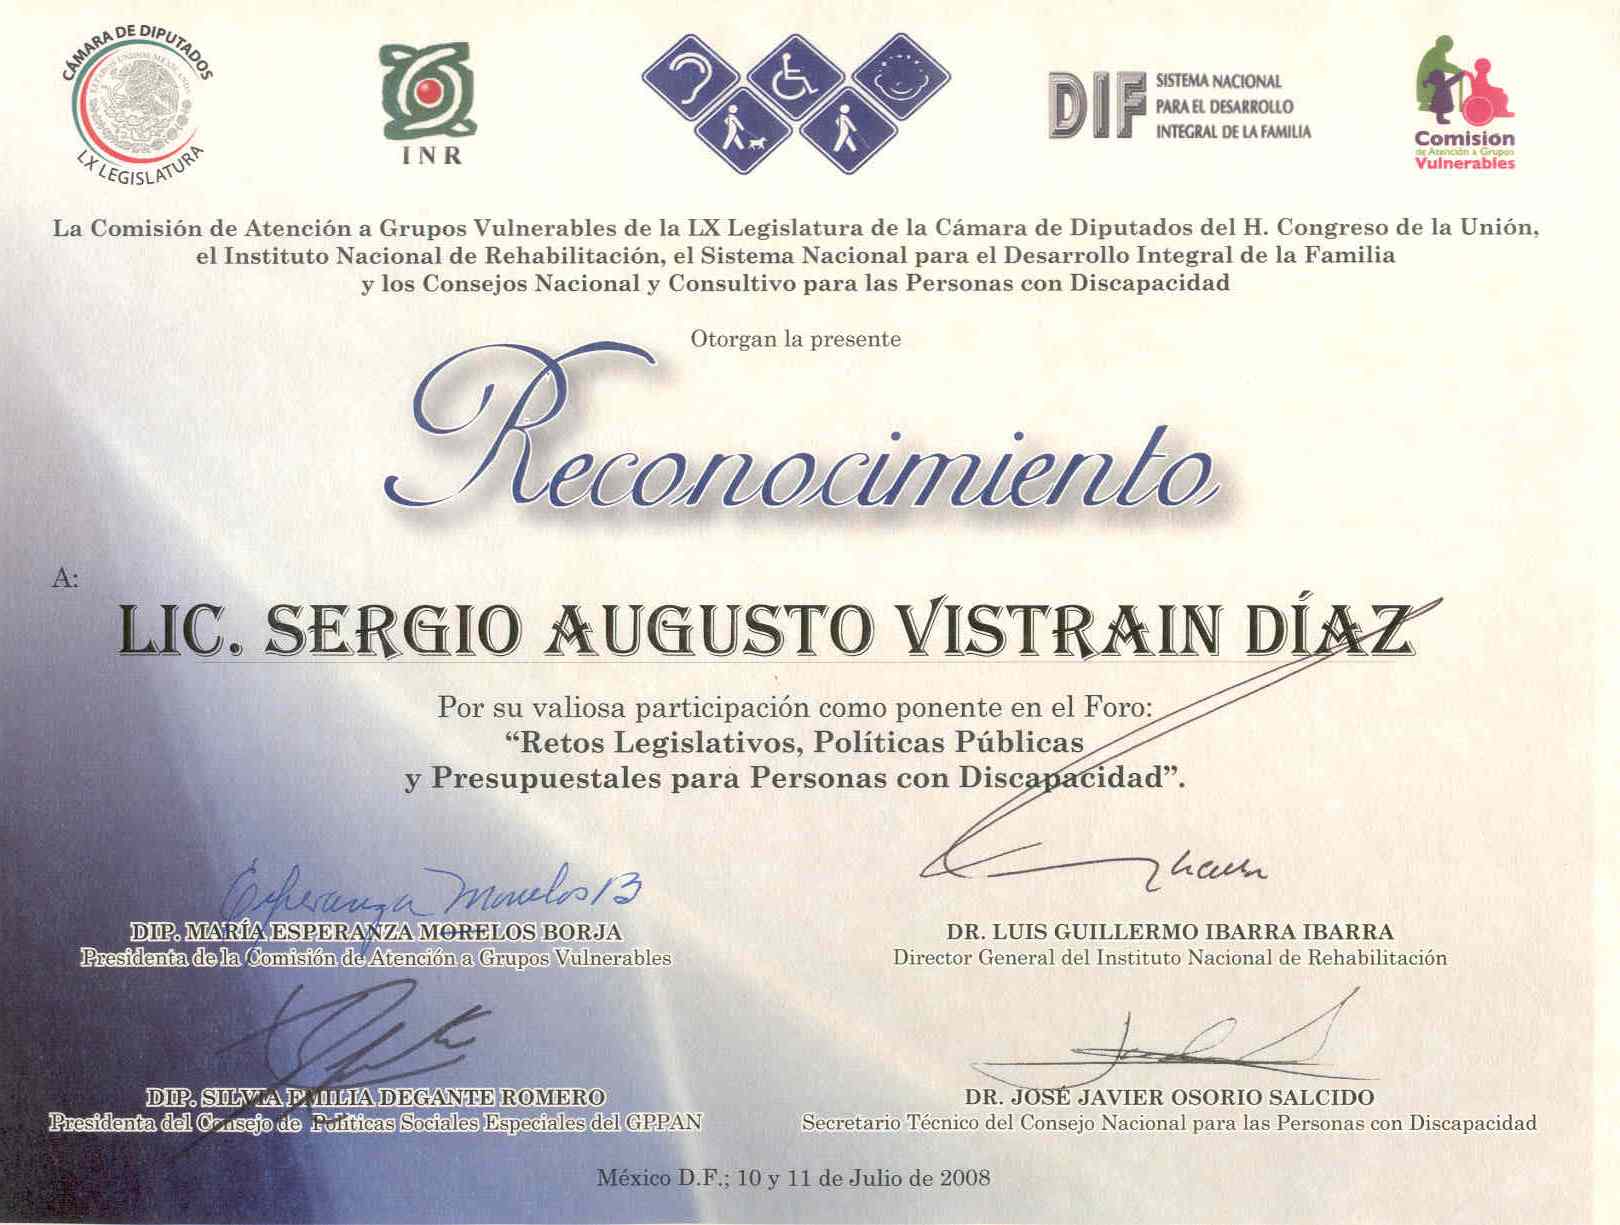 CÁMARA DE DIPUTADOS
LX LEGISLATURA
INR
DIF
SISTEMA NACIONAL
PARA EL DESARROLLO
INTEGRAL DE LA FAMILIA
Comisión
de Atención a Grupos
Vulnerables
La Comisión de Atención a Grupos Vulnerables de la LX Legislatura de la Cámara de Diputados del H. Congreso de la Unión,
el Instituto Nacional de Rehabilitación, el Sistema Nacional para el Desarrollo Integral de la Familia
y los Consejos Nacional y Consultivo para las Personas con Discapacidad
Otorgan la presente
Reconocimiento
A:
LIC. SERGIO AUGUSTO VISTRAIN DÍAZ
Por su valiosa participación como ponente en el Foro:
“Retos Legislativos, Políticas Públicas
y Presupuestales para Personas con Discapacidad”.
Esperanza Morelos B
DIP. MARÍA ESPERANZA MORELOS BORJA
Presidenta de la Comisión de Atención a Grupos Vulnerables
DR. LUIS GUILLERMO IBARRA IBARRA
Director General del Instituto Nacional de Rehabilitación
DIP. SILVIA EMILIA DEGANTE ROMERO
Presidenta del Consejo de Políticas Sociales Especiales del GPPAN
DR. JOSÉ JAVIER OSORIO SALCIDO
Secretario Técnico del Consejo Nacional para las Personas con Discapacidad
México D.F.; 10 y 11 de Julio de 2008